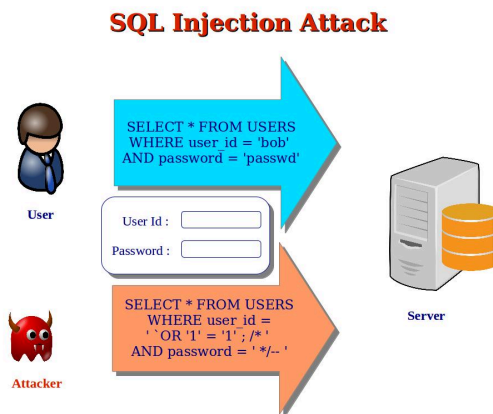 SQL Injection Attack
SELECT * FROM USERS
WHERE user_id = 'bob'
AND password = 'passwd'
User
User Id :
Password :
SELECT * FROM USERS
WHERE user_id =
' `OR '1' = '1' ; /* '
AND password = ' */-- '
Server
Attacker